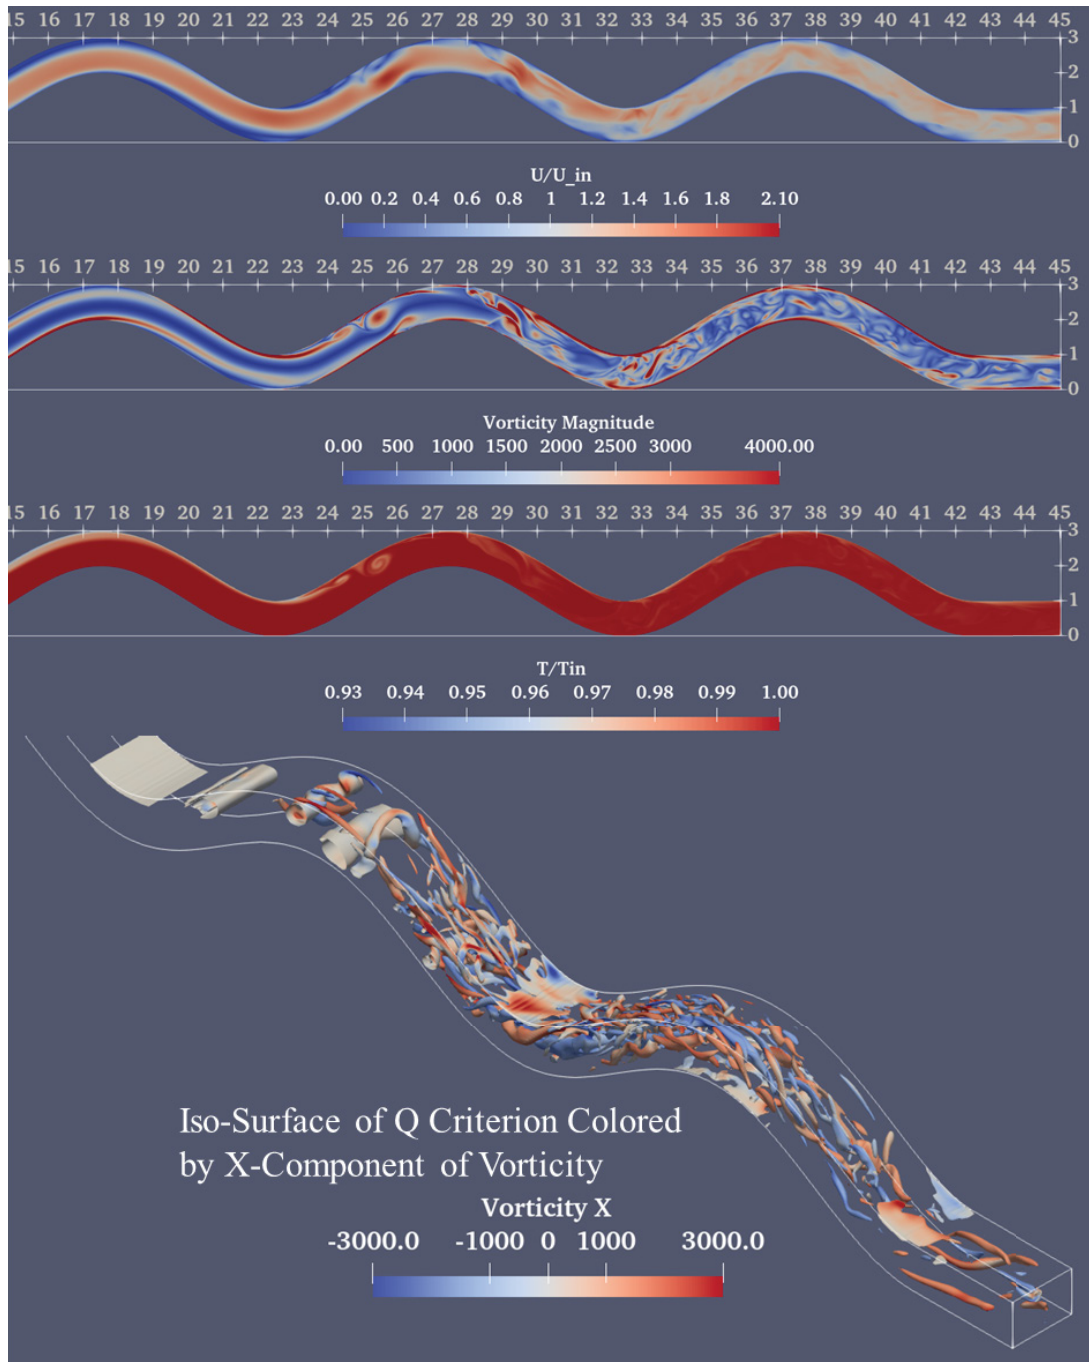 15 16 17 18 19 20 21 22 23 24 25 26 27 28 29 30 31 32 33 34 35 36 37 38 39 40 41 42 43 44 45
3
2
1
0
U/U_in
0.00 0.2 0.4 0.6 0.8 1 1.2 1.4 1.6 1.8 2.10
15 16 17 18 19 20 21 22 23 24 25 26 27 28 29 30 31 32 33 34 35 36 37 38 39 40 41 42 43 44 45
3
2
1
0
Vorticity Magnitude
0.00 500 1000 1500 2000 2500 3000 4000.00
15 16 17 18 19 20 21 22 23 24 25 26 27 28 29 30 31 32 33 34 35 36 37 38 39 40 41 42 43 44 45
3
2
1
0
T/Tin
0.93 0.94 0.95 0.96 0.97 0.98 0.99 1.00
Iso-Surface of Q Criterion Colored
by X-Component of Vorticity
Vorticity X
-3000.0 -1000 0 1000 3000.0